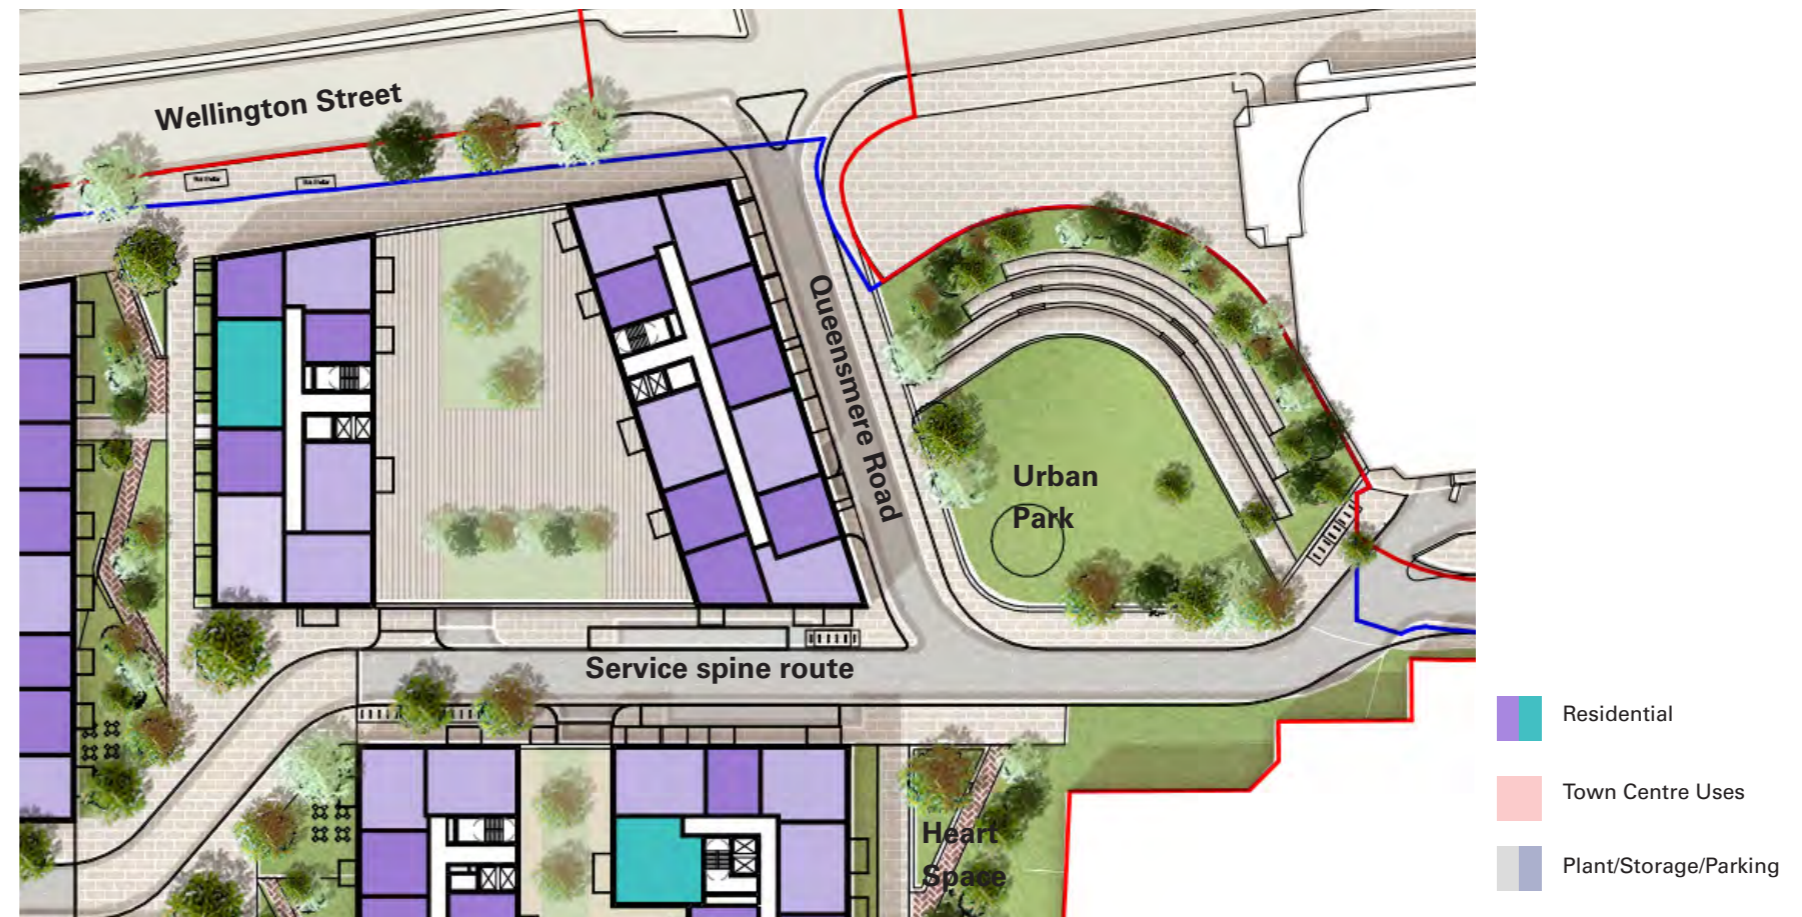 Wellington Street
Queensmere Road
Urban
Park
Service spine route
Heart
Space
Residential
Town Centre Uses
Plant/Storage/Parking